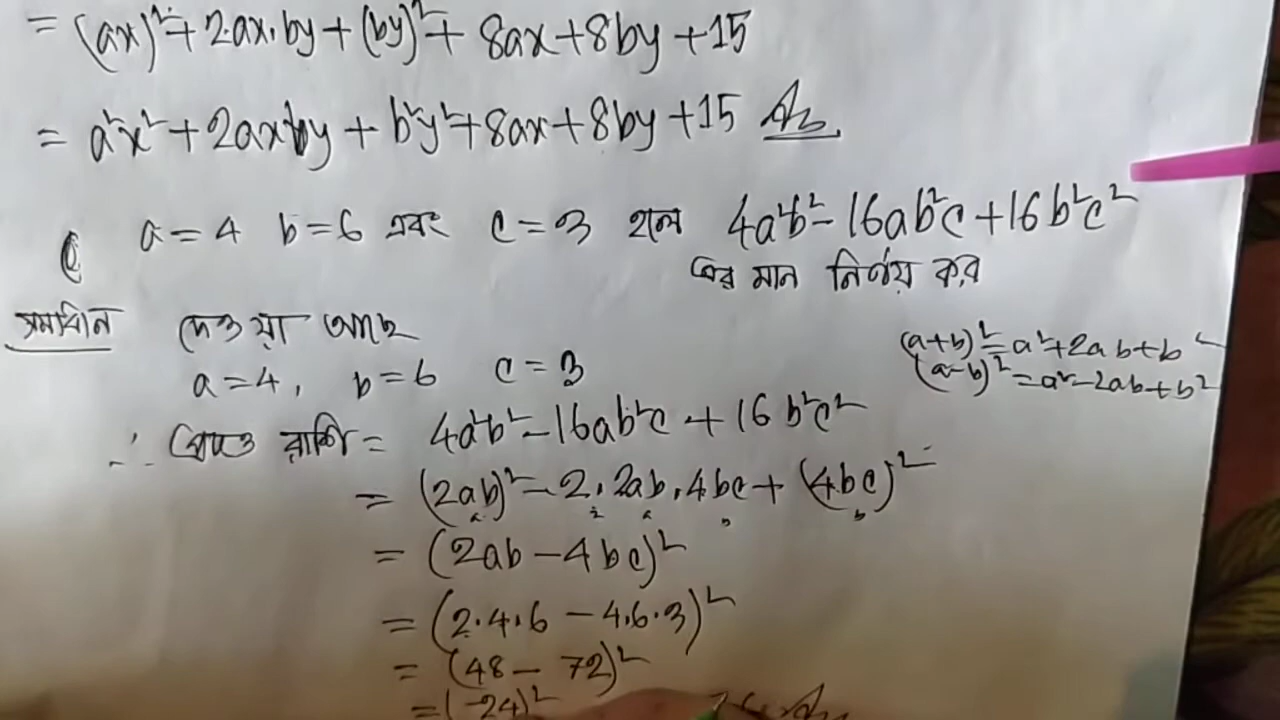 = (ax)² + 2.ax.by + (by)² + 8ax + 8by + 15
= a²x² + 2axby + b²y² + 8ax + 8by + 15 Ans
a = 4 b = 6 এবং c = 3 হলে 4a²b² - 16ab²c + 16b²c²
এর মান নির্ণয় কর
সমাধান দেওয়া আছে
a = 4, b = 6 c = 3
(a+b)² = a² + 2ab + b²
(a-b)² = a² - 2ab + b²
∴ প্রদত্ত রাশি = 4a²b² - 16ab²c + 16b²c²
= (2ab)² - 2.2ab.4bc + (4bc)²
= (2ab - 4bc)²
= (2.4.6 - 4.6.3)²
= (48 - 72)²
= (-24)²